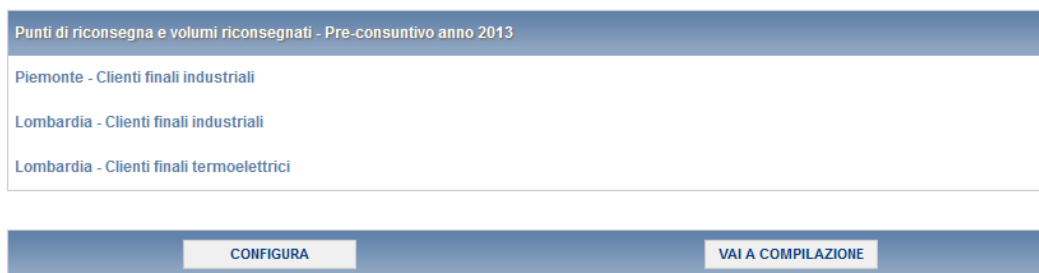 Punti di riconsegna e volumi riconsegnati - Pre-consuntivo anno 2013
Piemonte - Clienti finali industriali
Lombardia - Clienti finali industriali
Lombardia - Clienti finali termoelettrici
CONFIGURA
VAI A COMPILAZIONE